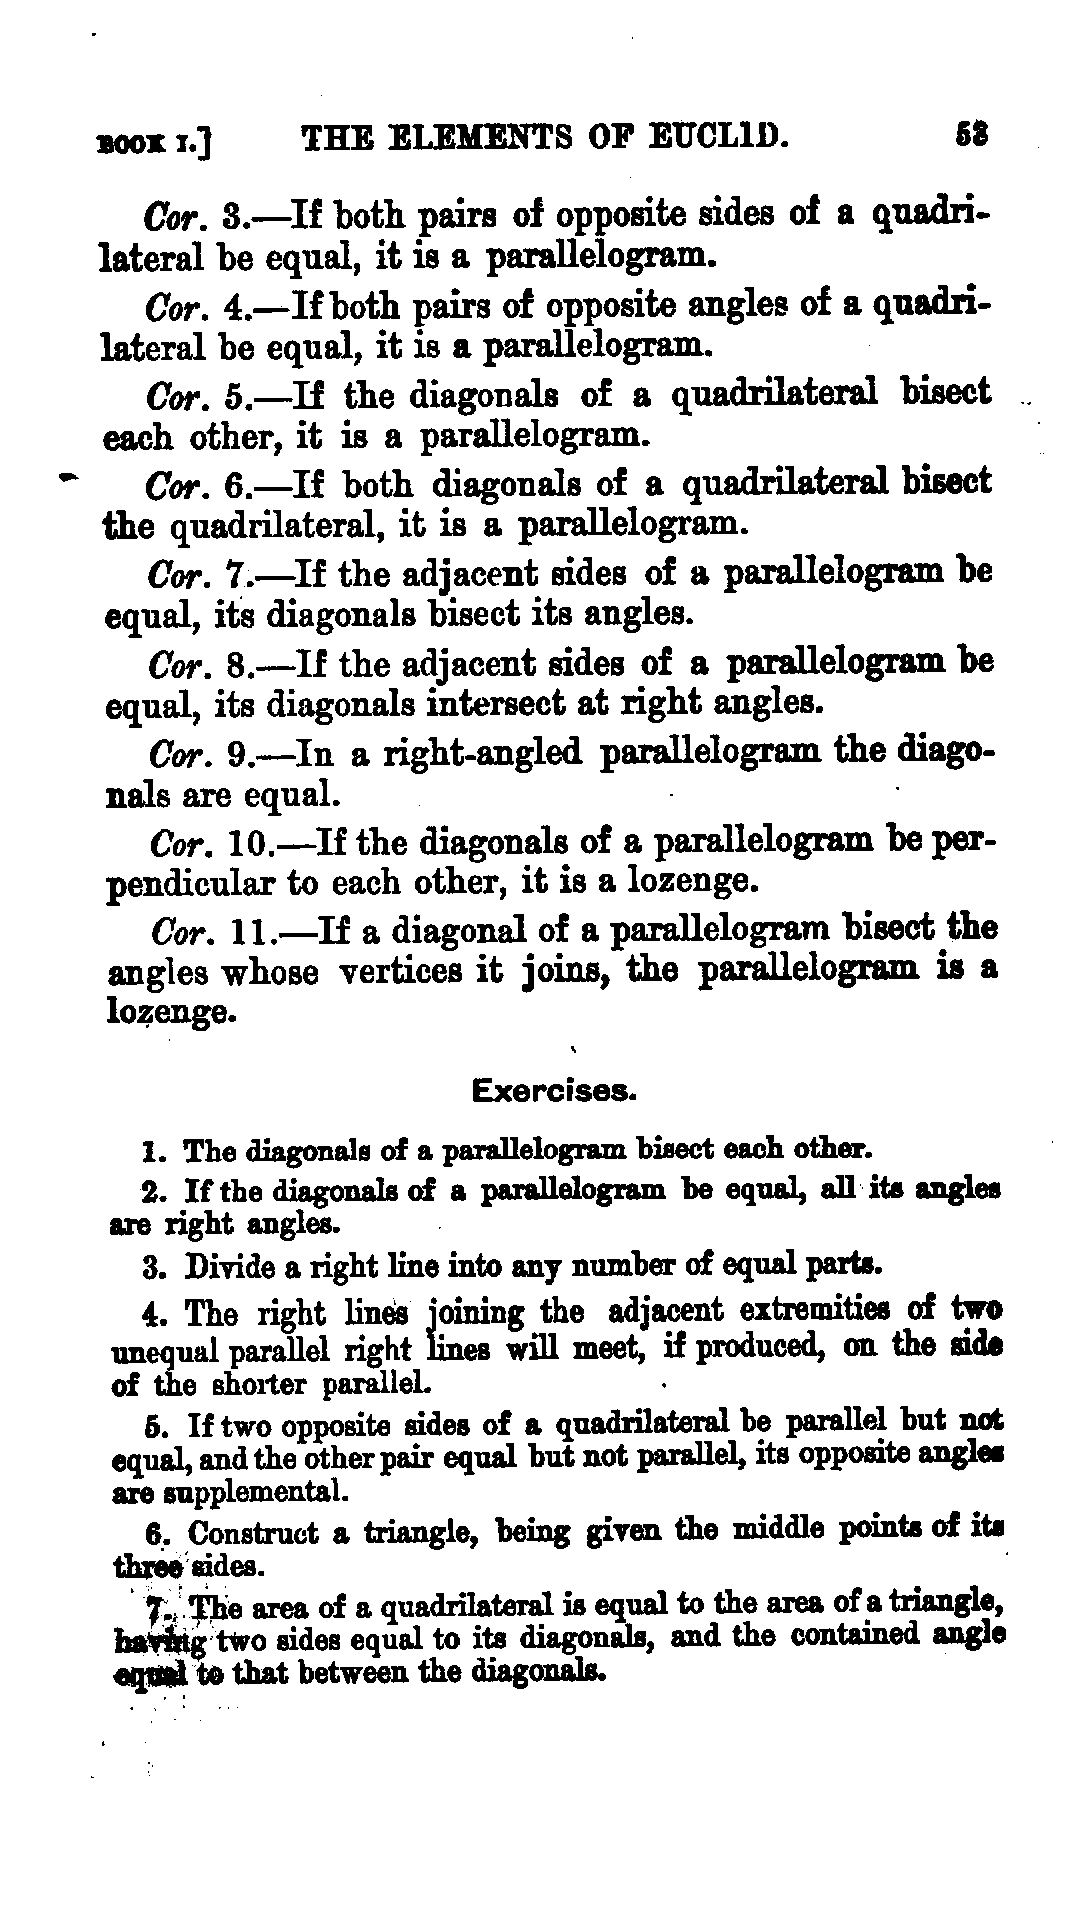 BOOK I.] THE ELEMENTS OF EUCLID. 53
Cor. 3.—If both pairs of opposite sides of a quadri-
lateral be equal, it is a parallelogram.
Cor. 4.—If both pairs of opposite angles of a quadri-
lateral be equal, it is a parallelogram.
Cor. 5.—If the diagonals of a quadrilateral bisect
each other, it is a parallelogram.
Cor. 6.—If both diagonals of a quadrilateral bisect
the quadrilateral, it is a parallelogram.
Cor. 7.—If the adjacent sides of a parallelogram be
equal, its diagonals bisect its angles.
Cor. 8.—If the adjacent sides of a parallelogram be
equal, its diagonals intersect at right angles.
Cor. 9.—In a right-angled parallelogram the diago-
nals are equal.
Cor. 10.—If the diagonals of a parallelogram be per-
pendicular to each other, it is a lozenge.
Cor. 11.—If a diagonal of a parallelogram bisect the
angles whose vertices it joins, the parallelogram is a
lozenge.
Exercises.
1. The diagonals of a parallelogram bisect each other.
2. If the diagonals of a parallelogram be equal, all its angles
are right angles.
3. Divide a right line into any number of equal parts.
4. The right lines joining the adjacent extremities of two
unequal parallel right lines will meet, if produced, on the side
of the shorter parallel.
5. If two opposite sides of a quadrilateral be parallel but not
equal, and the other pair equal but not parallel, its opposite angles
are supplemental.
6. Construct a triangle, being given the middle points of its
three sides.
7. The area of a quadrilateral is equal to the area of a triangle,
having two sides equal to its diagonals, and the contained angle
equal to that between the diagonals.